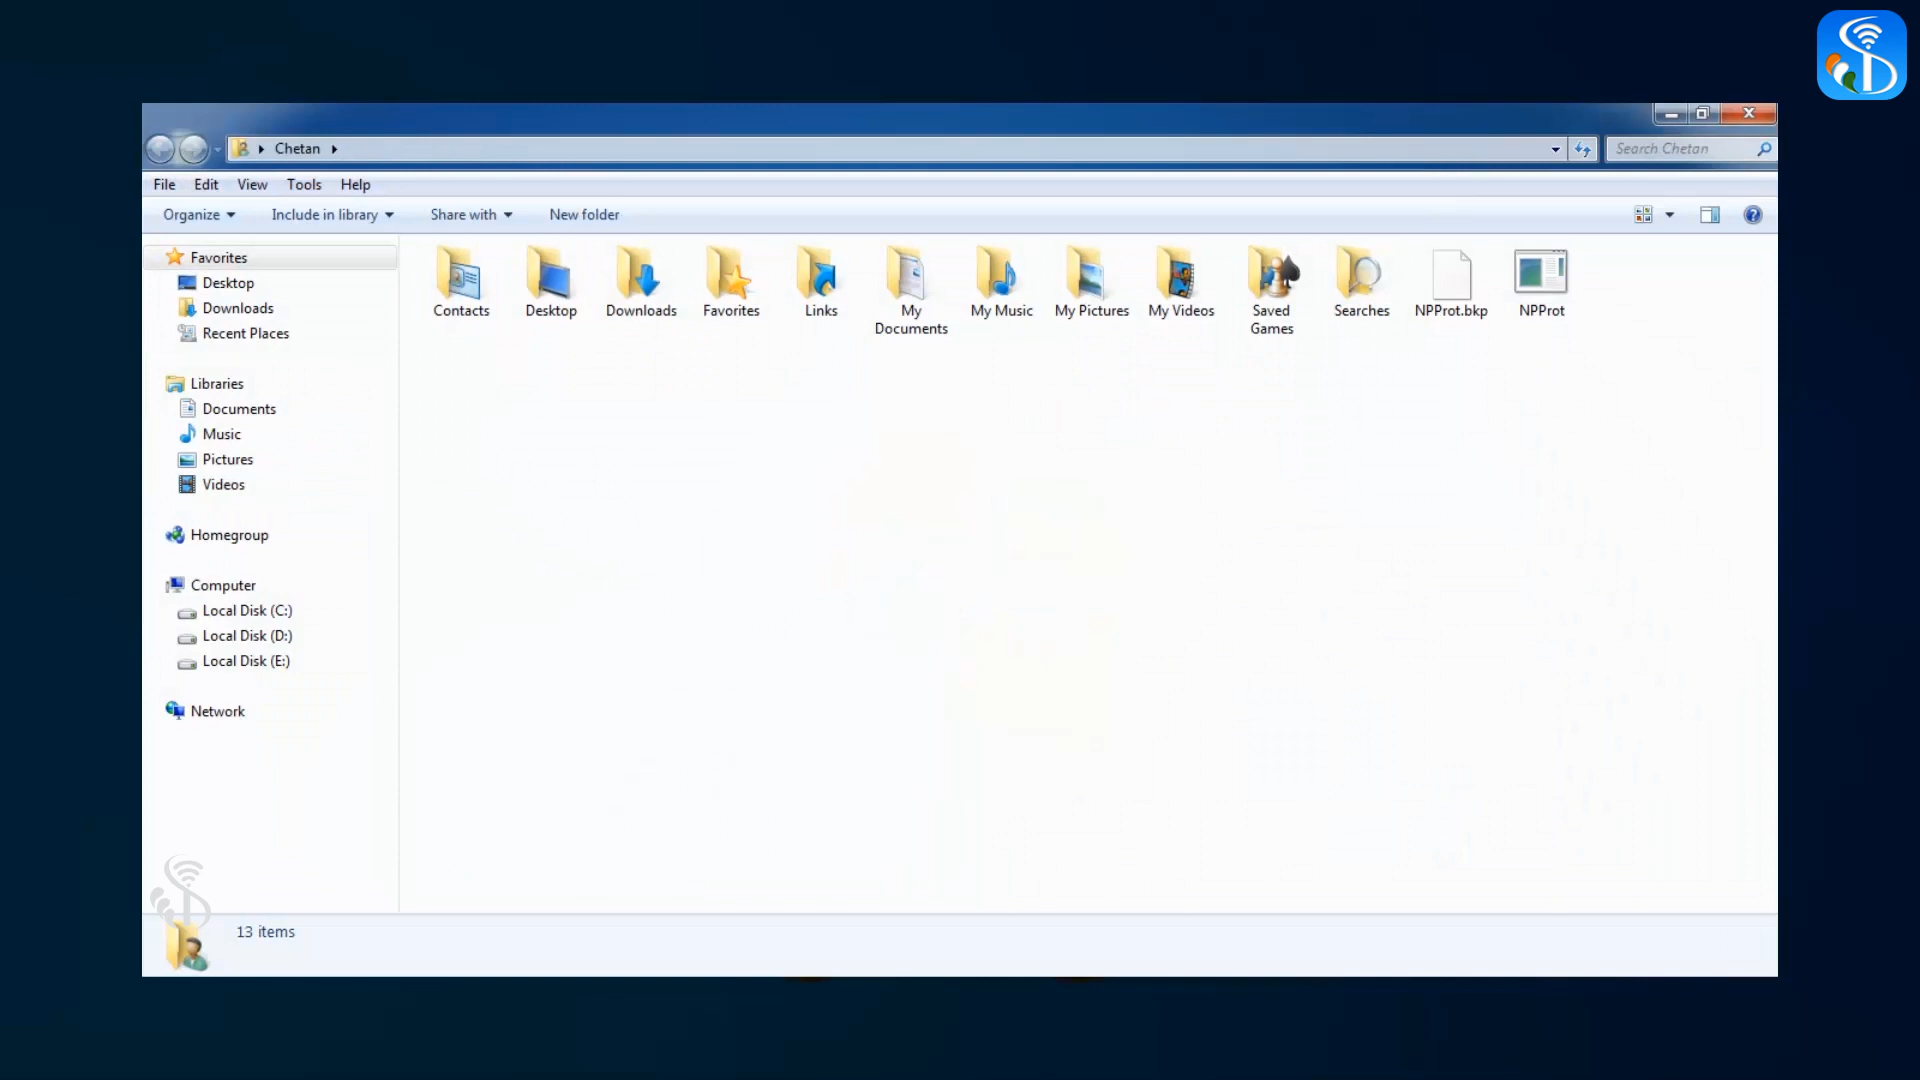 Chetan
Search Chetan
File Edit View Tools Help
Organize Include in library Share with New folder
Favorites
Desktop
Downloads
Recent Places
Libraries
Documents
Music
Pictures
Videos
Homegroup
Computer
Local Disk (C:)
Local Disk (D:)
Local Disk (E:)
Network
Contacts
Desktop
Downloads
Favorites
Links
My
Documents
My Music
My Pictures
My Videos
Saved
Games
Searches
NPProt.bkp
NPProt
13 items